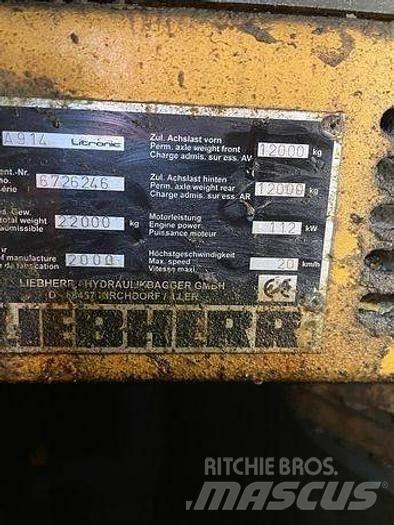 A914 Litronic
Zul. Achslast vorn
Perm. axle weight front 12000 kg
Charge admis. sur ess. AV
ent.-Nr.
no. 6726246
série
Zul. Achslast hinten
Perm. axle weight rear 12000 kg
Charge admis. sur ess. AR
s. Gew.
total weight 22000 kg
admissible
Motorleistung
Engine power 112 kW
Puissance moteur
ar
of manufacture 2000
de fabrication
Höchstgeschwindigkeit
Max. speed 20 km/h
Vitesse maxi
LIEBHERR-HYDRAULIKBAGGER GMBH
D-88457 KIRCHDORF/ILLER
LIEBHERR
RITCHIE BROS.
MASCUS